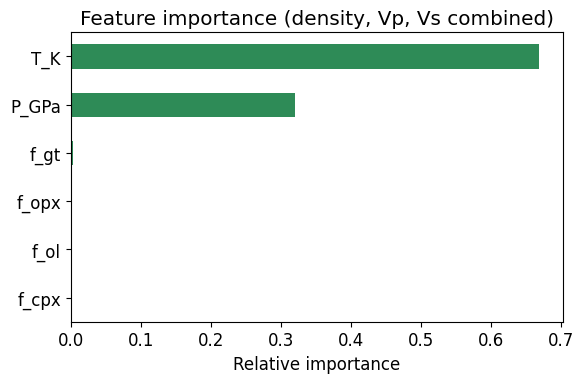 Feature importance (density, Vp, Vs combined)
T_K
P_GPa
f_gt
f_opx
f_ol
f_cpx
0.0 0.1 0.2 0.3 0.4 0.5 0.6 0.7
Relative importance